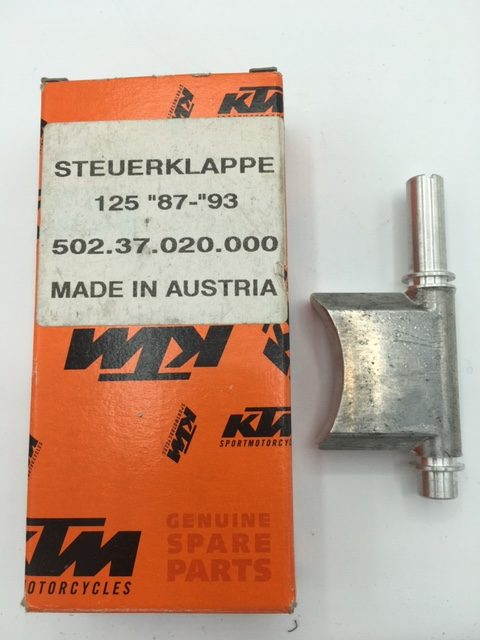 KTM
STEUERKLAPPE
125 "87-"93
502.37.020.000
MADE IN AUSTRIA
KTM
KTM
SPORTMOTORCYCLES
GENUINE
SPARE
PARTS
KTM
MOTORCYCLES